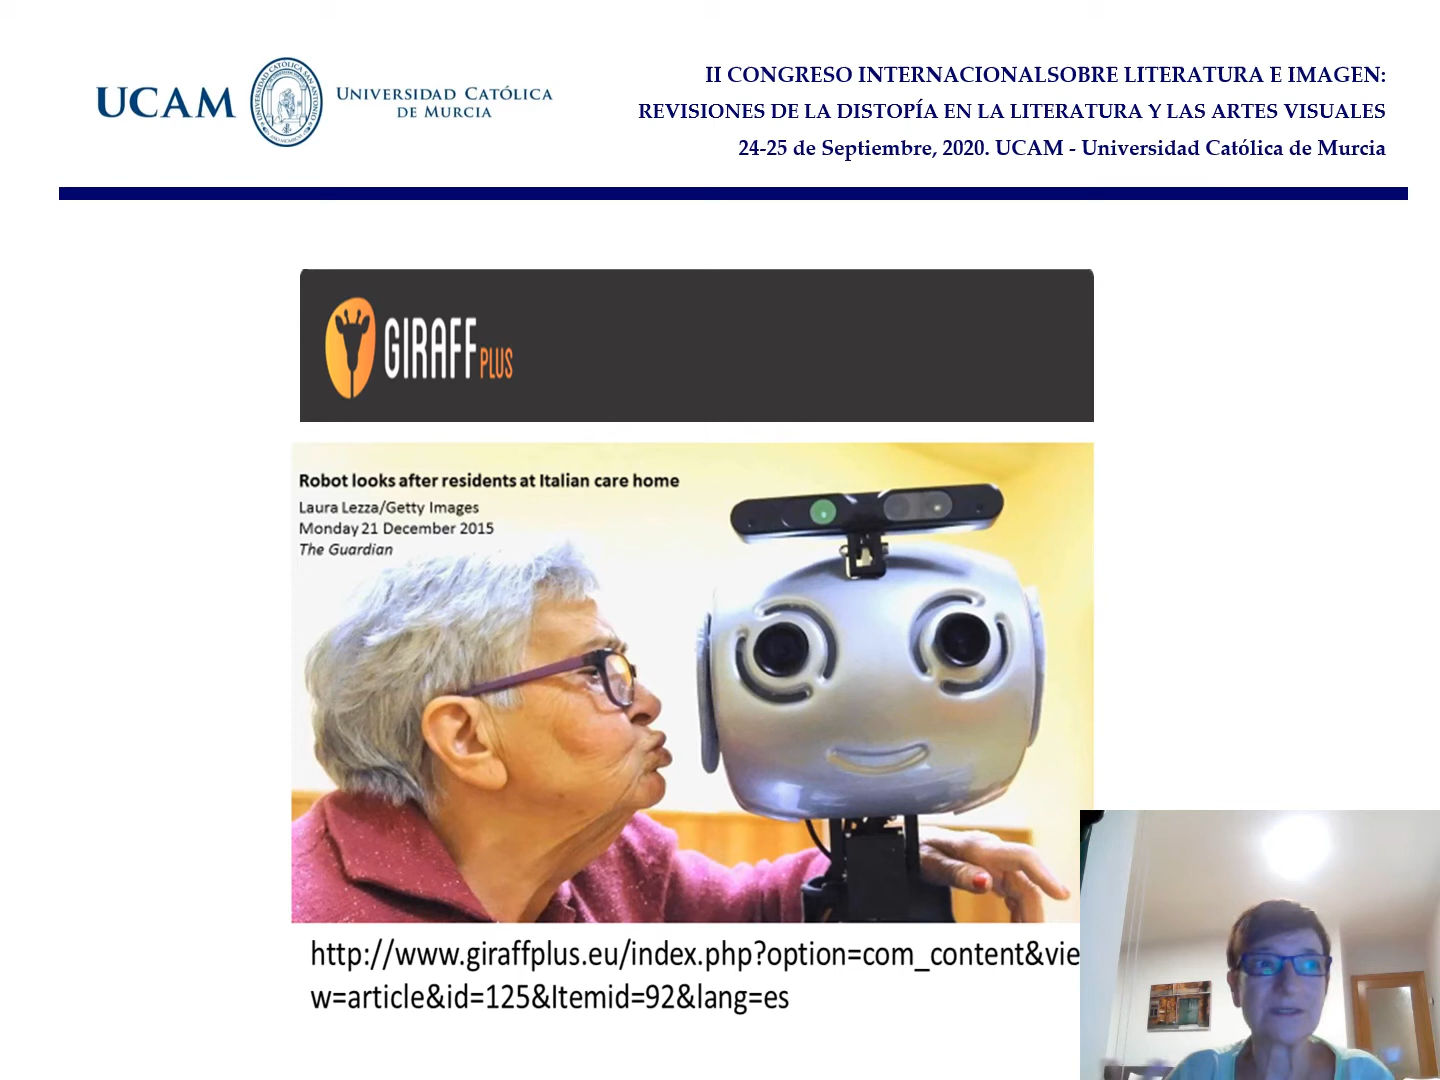 UCAM
UNIVERSIDAD CATÓLICA
DE MURCIA
II CONGRESO INTERNACIONALSOBRE LITERATURA E IMAGEN:
REVISIONES DE LA DISTOPÍA EN LA LITERATURA Y LAS ARTES VISUALES
24-25 de Septiembre, 2020. UCAM - Universidad Católica de Murcia
GIRAFF PLUS
Robot looks after residents at Italian care home
Laura Lezza/Getty Images
Monday 21 December 2015
The Guardian
http://www.giraffplus.eu/index.php?option=com_content&vie
w=article&id=125&Itemid=92&lang=es